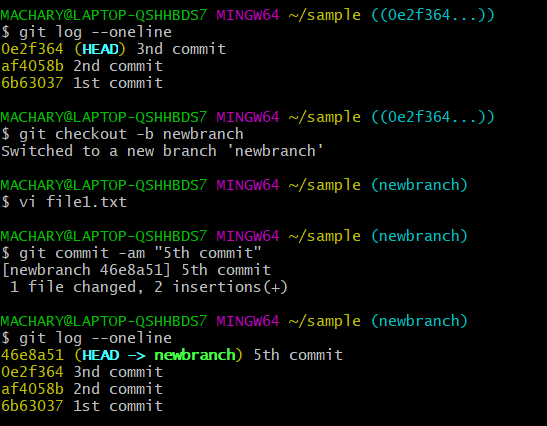 MACHARY@LAPTOP-QSHHBDS7 MINGW64 ~/sample ((0e2f364...))
$ git log --oneline
0e2f364 (HEAD) 3nd commit
af4058b 2nd commit
6b63037 1st commit
MACHARY@LAPTOP-QSHHBDS7 MINGW64 ~/sample ((0e2f364...))
$ git checkout -b newbranch
Switched to a new branch 'newbranch'
MACHARY@LAPTOP-QSHHBDS7 MINGW64 ~/sample (newbranch)
$ vi file1.txt
MACHARY@LAPTOP-QSHHBDS7 MINGW64 ~/sample (newbranch)
$ git commit -am "5th commit"
[newbranch 46e8a51] 5th commit
 1 file changed, 2 insertions(+)
MACHARY@LAPTOP-QSHHBDS7 MINGW64 ~/sample (newbranch)
$ git log --oneline
46e8a51 (HEAD -> newbranch) 5th commit
0e2f364 3nd commit
af4058b 2nd commit
6b63037 1st commit